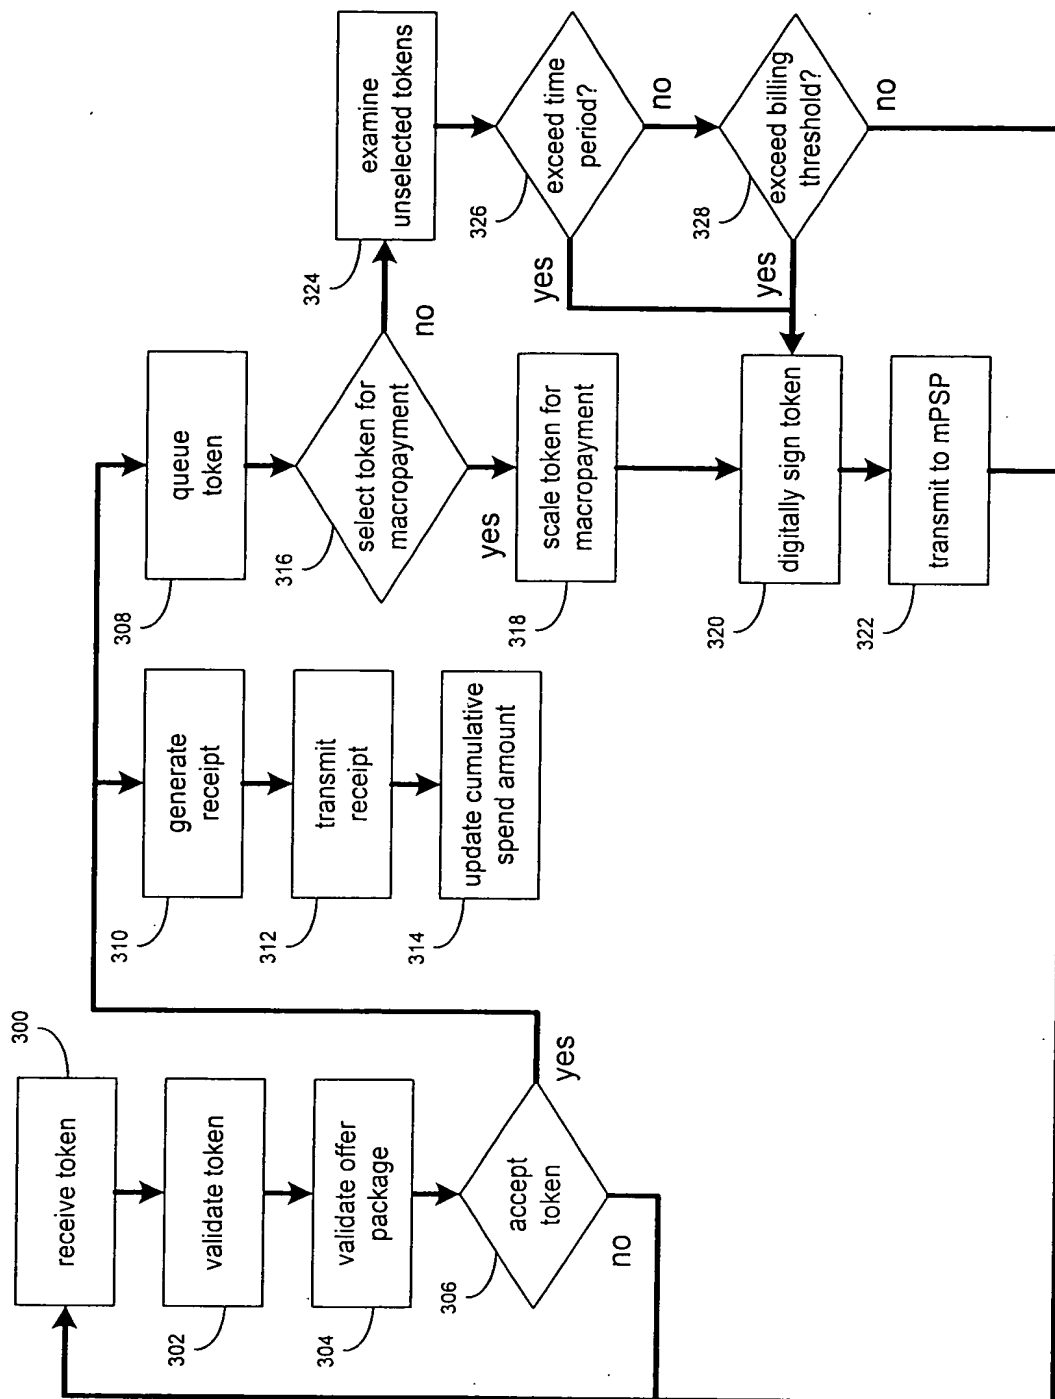 300
receive token
302
validate token
304
validate offer
package
306
accept
token
yes
no
310
generate
receipt
312
transmit
receipt
314
update cumulative
spend amount
308
queue
token
316
select token for
macropayment
yes
no
318
scale token for
macropayment
320
digitally sign token
322
transmit to mPSP
324
examine
unselected tokens
326
exceed time
period?
yes
no
328
exceed billing
threshold?
yes
no